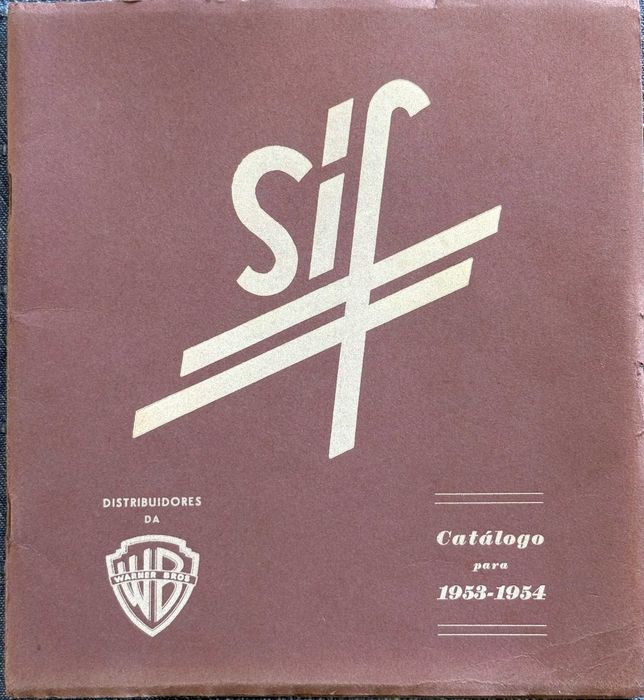 sif
DISTRIBUIDORES
DA
WB
WARNER BROS
Catálogo
para
1953-1954